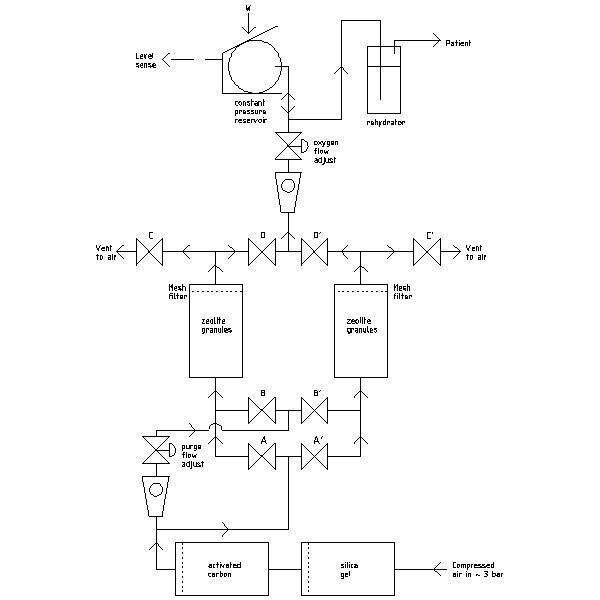 W
Level
sense
Patient
constant
pressure
reservoir
rehydrator
oxygen
flow
adjust
C
D
D'
C'
Vent
to air
Vent
to air
Mesh
filter
Mesh
filter
zeolite
granules
zeolite
granules
B
B'
A
A'
purge
flow
adjust
activated
carbon
silica
gel
Compressed
air in ~ 3 bar